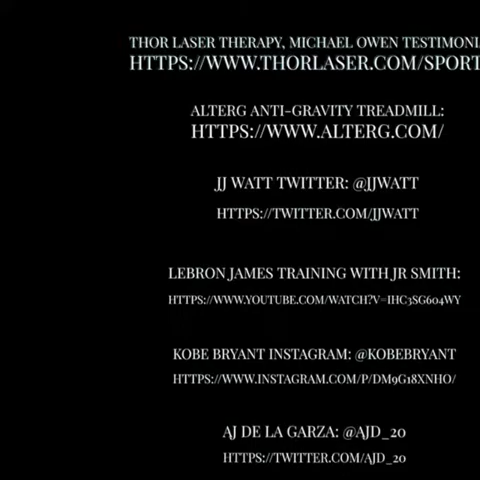 THOR LASER THERAPY, MICHAEL OWEN TESTIMONI
HTTPS://WWW.THORLASER.COM/SPORT
ALTERG ANTI-GRAVITY TREADMILL:
HTTPS://WWW.ALTERG.COM/
JJ WATT TWITTER: @JJWATT
HTTPS://TWITTER.COM/JJWATT
LEBRON JAMES TRAINING WITH JR SMITH:
HTTPS://WWW.YOUTUBE.COM/WATCH?V=IHC3SG604WY
KOBE BRYANT INSTAGRAM: @KOBEBRYANT
HTTPS://WWW.INSTAGRAM.COM/P/DM9G18XNHO/
AJ DE LA GARZA: @AJD_20
HTTPS://TWITTER.COM/AJD_20